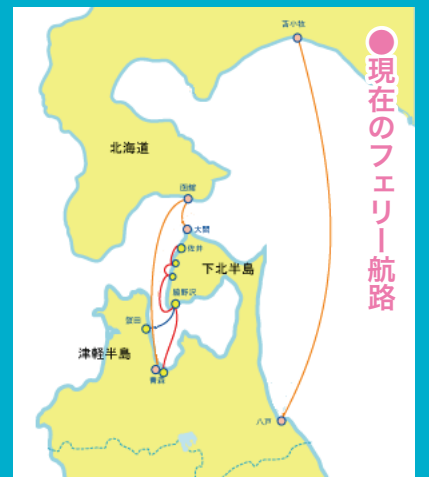 ●現在のフェリー航路
苫小牧
北海道
函館
大間
佐井
下北半島
脇野沢
蟹田
津軽半島
青森
八戸